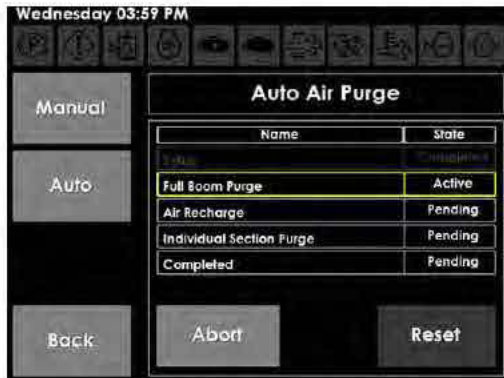 Wednesday 03:59 PM
Auto Air Purge
Manual
Name State
Completed
Auto
Full Boom Purge Active
Air Recharge Pending
Individual Section Purge Pending
Completed Pending
Back
Abort
Reset